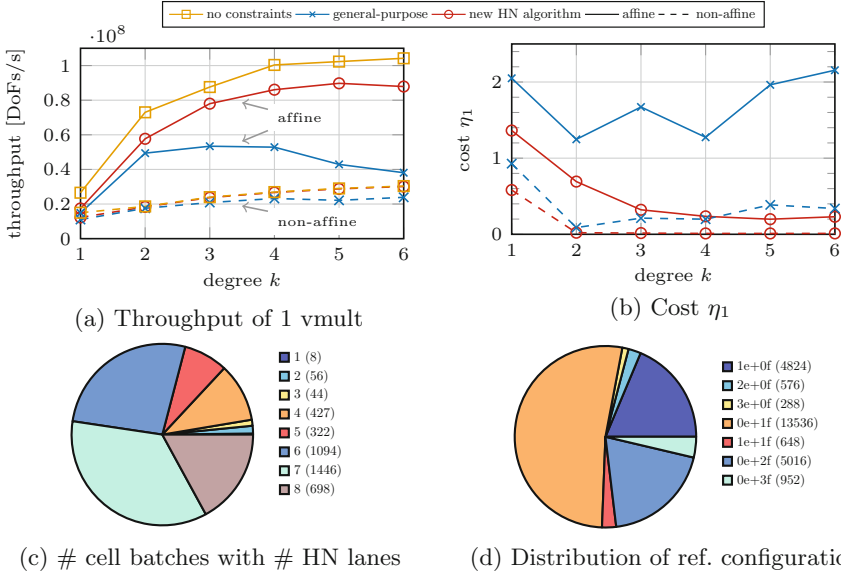 no constraints general-purpose new HN algorithm affine non-affine
·10⁸
throughput [DoFs/s]
1
0.8
0.6
0.4
0.2
0
affine
non-affine
1 2 3 4 5 6
degree k
(a) Throughput of 1 vmult
cost η₁
2
1
0
1 2 3 4 5 6
degree k
(b) Cost η₁
1 (8)
2 (56)
3 (44)
4 (427)
5 (322)
6 (1094)
7 (1446)
8 (698)
(c) # cell batches with # HN lanes
1e+0f (4824)
2e+0f (576)
3e+0f (288)
0e+1f (13536)
1e+1f (648)
0e+2f (5016)
0e+3f (952)
(d) Distribution of ref. configuratio